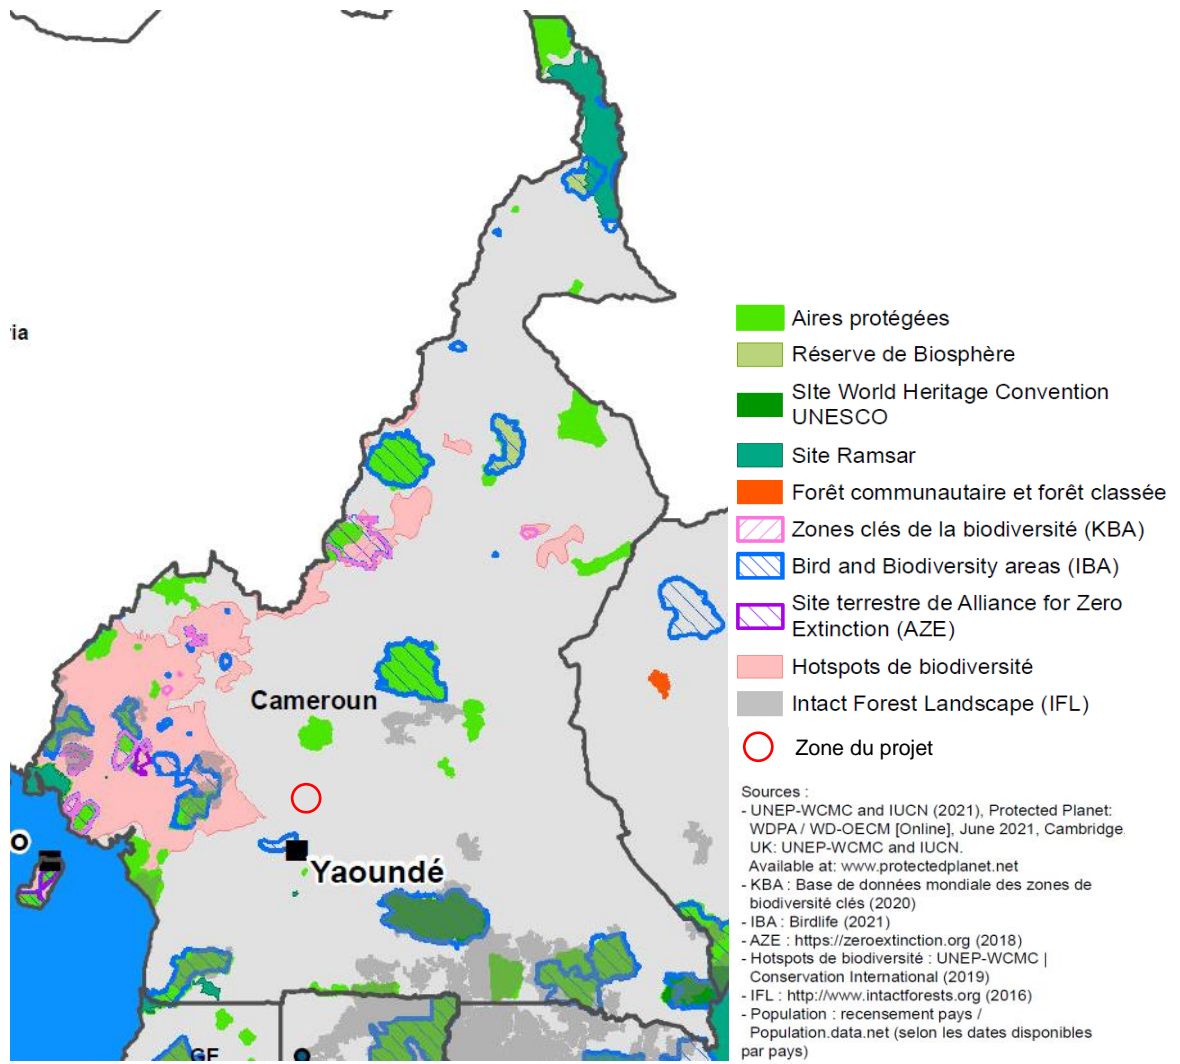 ria
Aires protégées
Réserve de Biosphère
SIte World Heritage Convention
UNESCO
Site Ramsar
Forêt communautaire et forêt classée
Zones clés de la biodiversité (KBA)
Bird and Biodiversity areas (IBA)
Site terrestre de Alliance for Zero
Extinction (AZE)
Hotspots de biodiversité
Intact Forest Landscape (IFL)
Zone du projet
Cameroun
Yaoundé
o
GE
Sources :
- UNEP-WCMC and IUCN (2021), Protected Planet:
WDPA / WD-OECM [Online], June 2021, Cambridge,
UK: UNEP-WCMC and IUCN.
Available at: www.protectedplanet.net
- KBA : Base de données mondiale des zones de
biodiversité clés (2020)
- IBA : Birdlife (2021)
- AZE : https://zeroextinction.org (2018)
- Hotspots de biodiversité : UNEP-WCMC |
Conservation International (2019)
- IFL : http://www.intactforests.org (2016)
- Population : recensement pays /
Population.data.net (selon les dates disponibles
par pays)